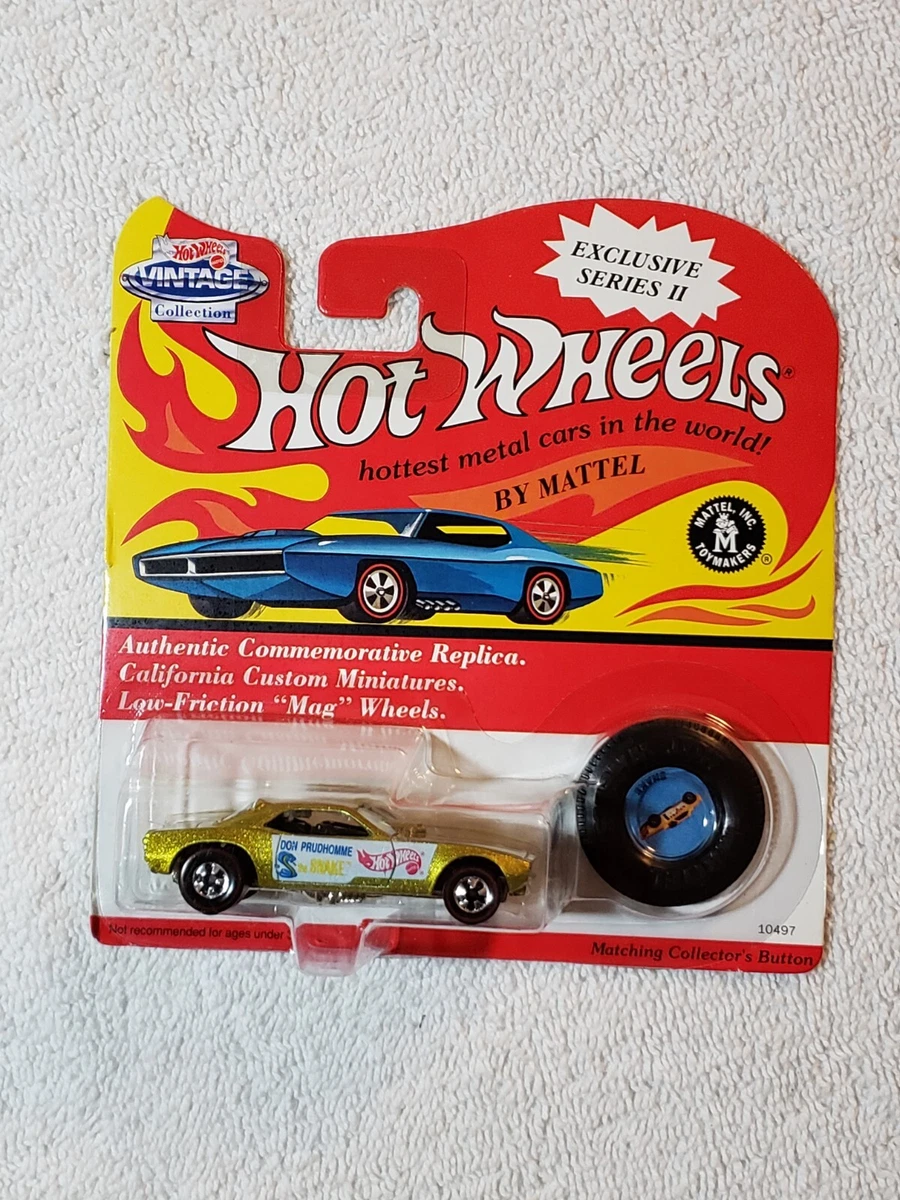 Hot Wheels
VINTAGE
Collection
EXCLUSIVE
SERIES II
Hot Wheels®
hottest metal cars in the world!
BY MATTEL
MATTEL, INC.
M
TOYMAKERS
®
Authentic Commemorative Replica.
California Custom Miniatures.
Low-Friction "Mag" Wheels.
DON PRUDHOMME
the SNAKE
Hot Wheels
SNAKE
Not recommended for ages under
10497
Matching Collector's Button